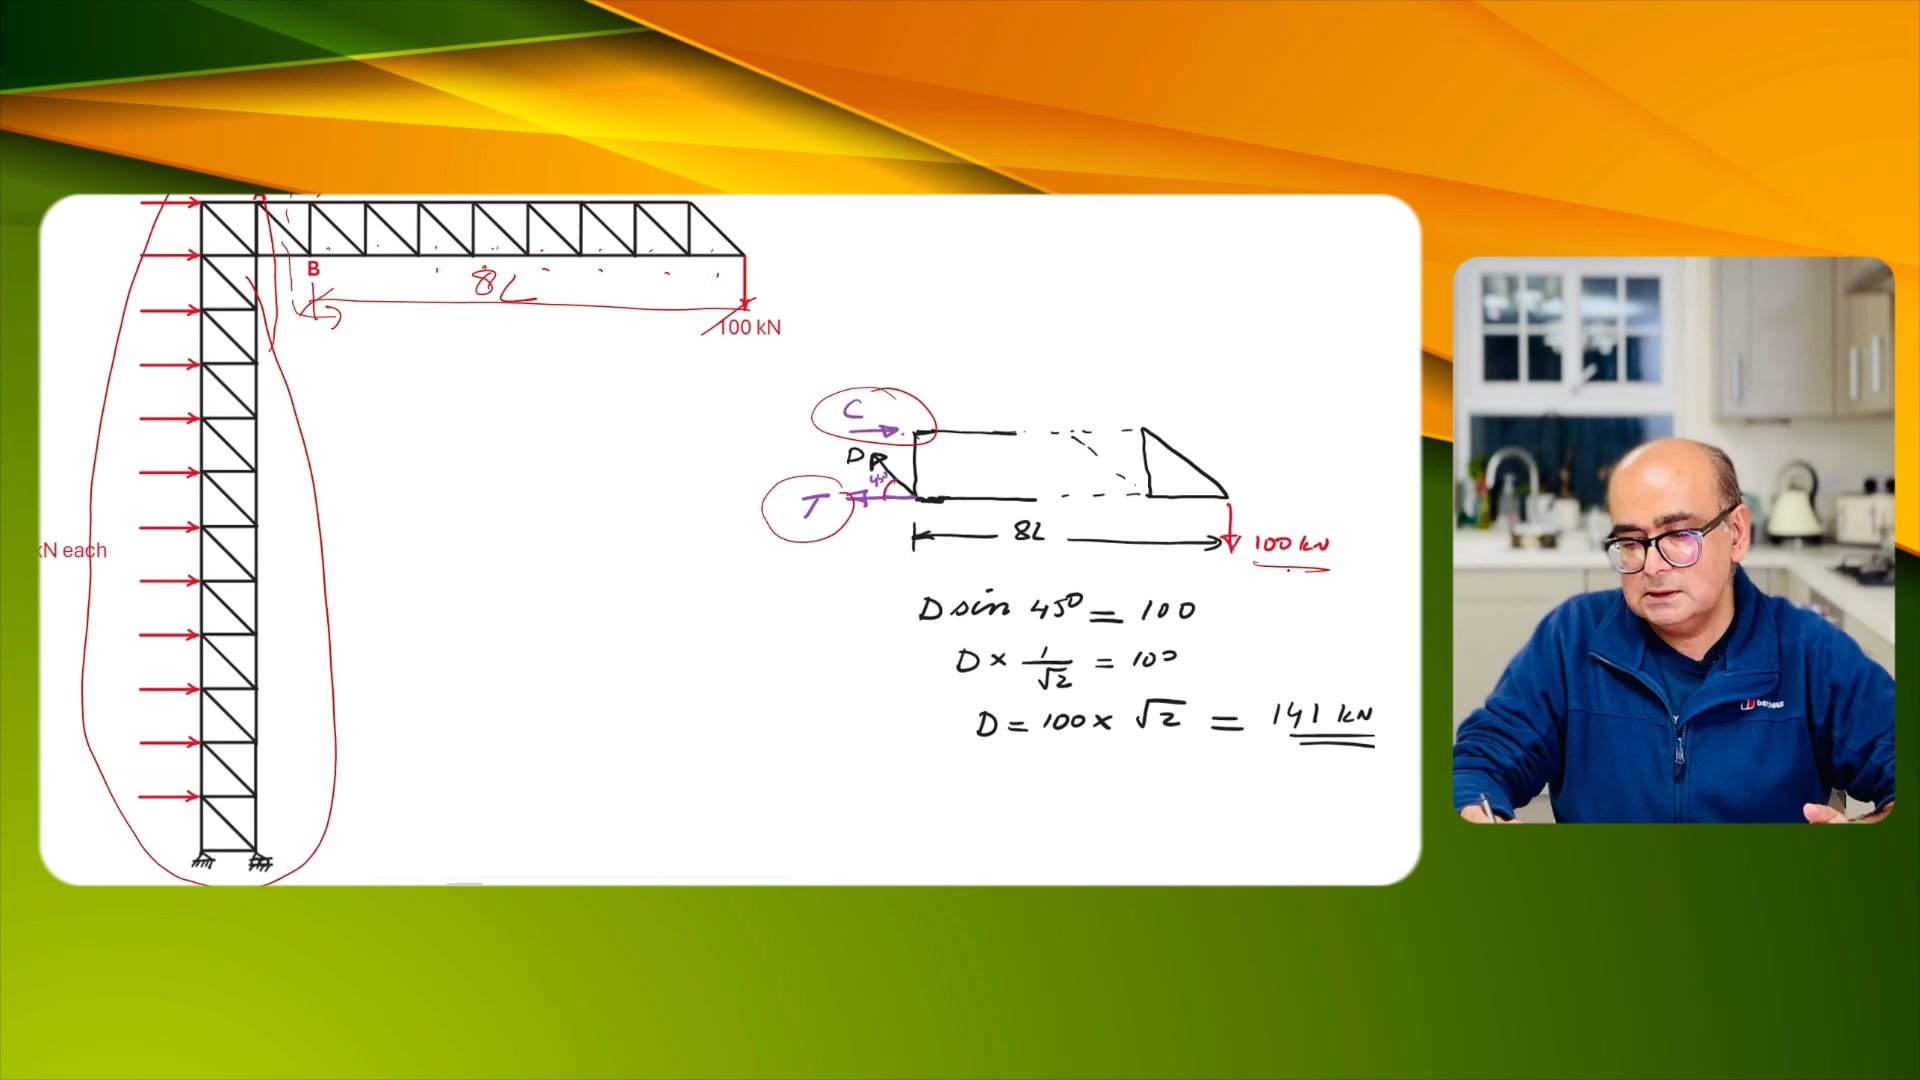 A
B
8L
100 kN
kN each
C
D
45°
T
8L
100 kN
D sin 45° = 100
D × 1/√2 = 100
D = 100 × √2 = 141 kN